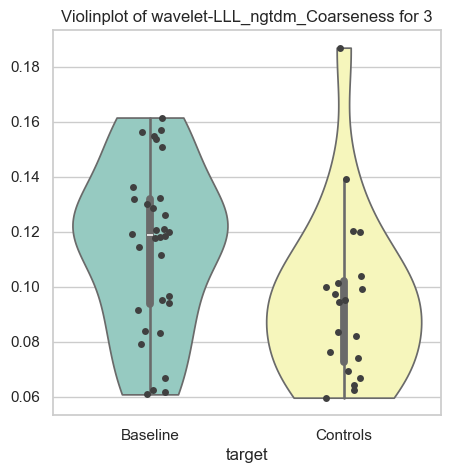 Violinplot of wavelet-LLL_ngtdm_Coarseness for 3
0.18
0.16
0.14
0.12
0.10
0.08
0.06
Baseline
Controls
target